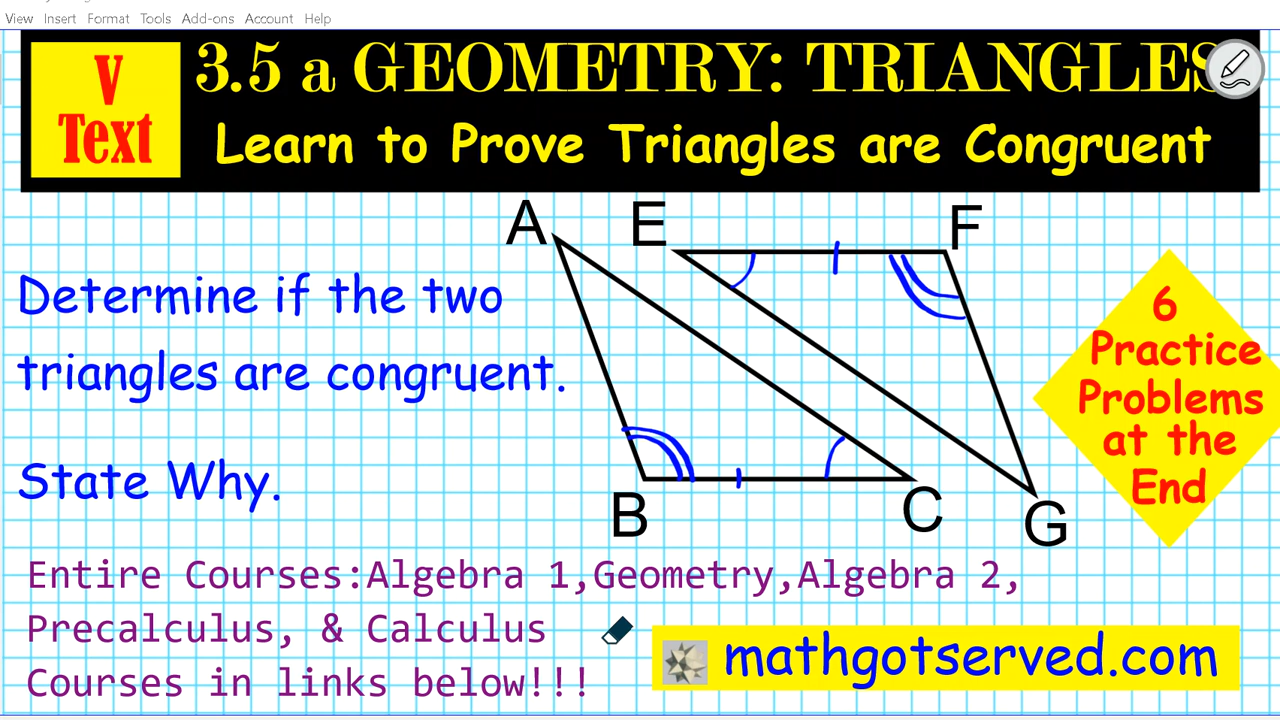 View Insert Format Tools Add-ons Account Help
V
Text
3.5 a GEOMETRY: TRIANGLES
Learn to Prove Triangles are Congruent
A
E
F
Determine if the two
triangles are congruent.
State Why.
B
C
G
6
Practice
Problems
at the
End
Entire Courses:Algebra 1,Geometry,Algebra 2,
Precalculus, & Calculus
Courses in links below!!!
mathgotserved.com